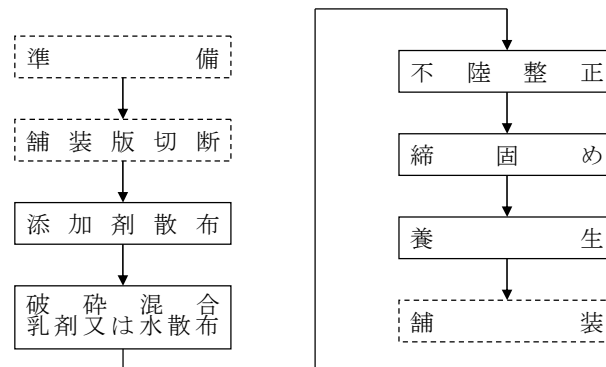 準備
舗装版切断
添加剤散布
破砕混合
乳剤又は水散布
不陸整正
締固め
養生
舗装